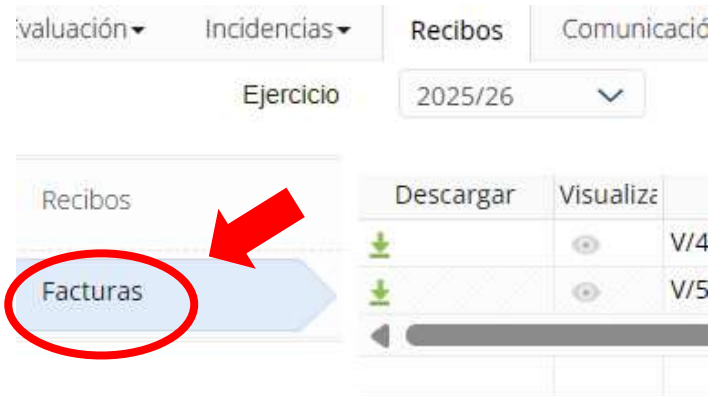 valuación Incidencias Recibos Comunicació
Ejercicio 2025/26
Recibos
Descargar Visualiza
V/4
Facturas
V/5